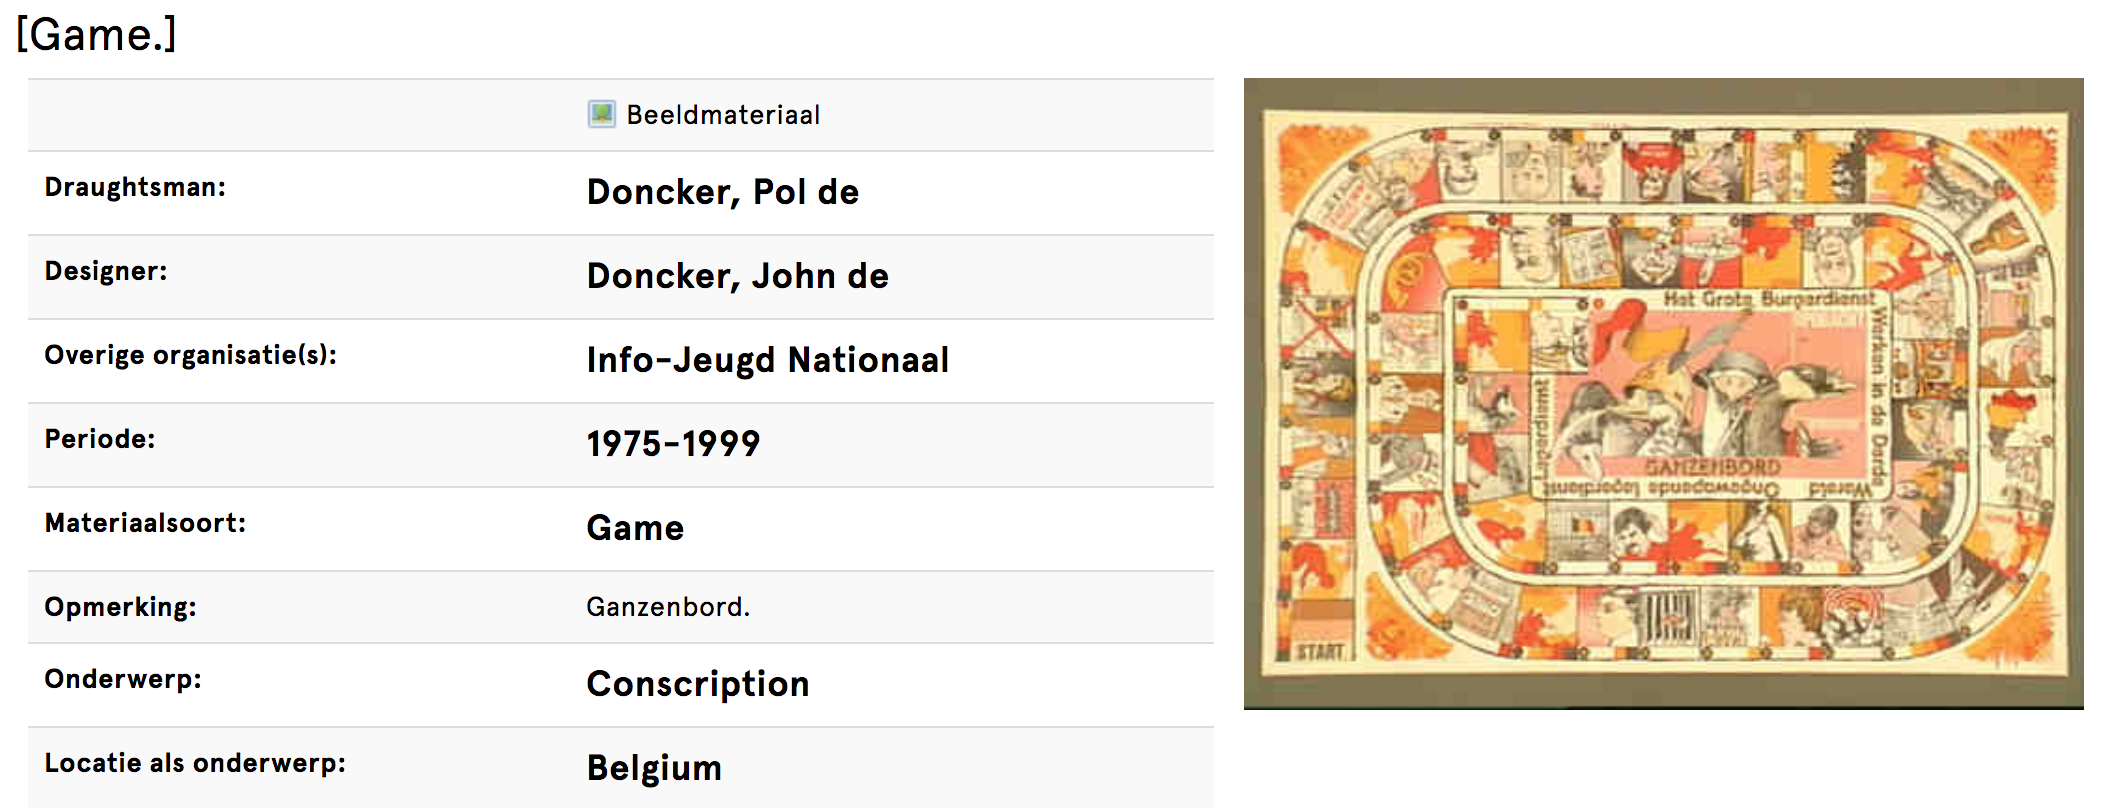 [Game.]
Beeldmateriaal
Draughtsman: Doncker, Pol de
Designer: Doncker, John de
Overige organisatie(s): Info-Jeugd Nationaal
Periode: 1975-1999
Materiaalsoort: Game
Opmerking: Ganzenbord.
Onderwerp: Conscription
Locatie als onderwerp: Belgium
Het Grote Burgerdienst
Werken in de Derde
Wereld Ongewapende legerdienst
GANZENBORD
START